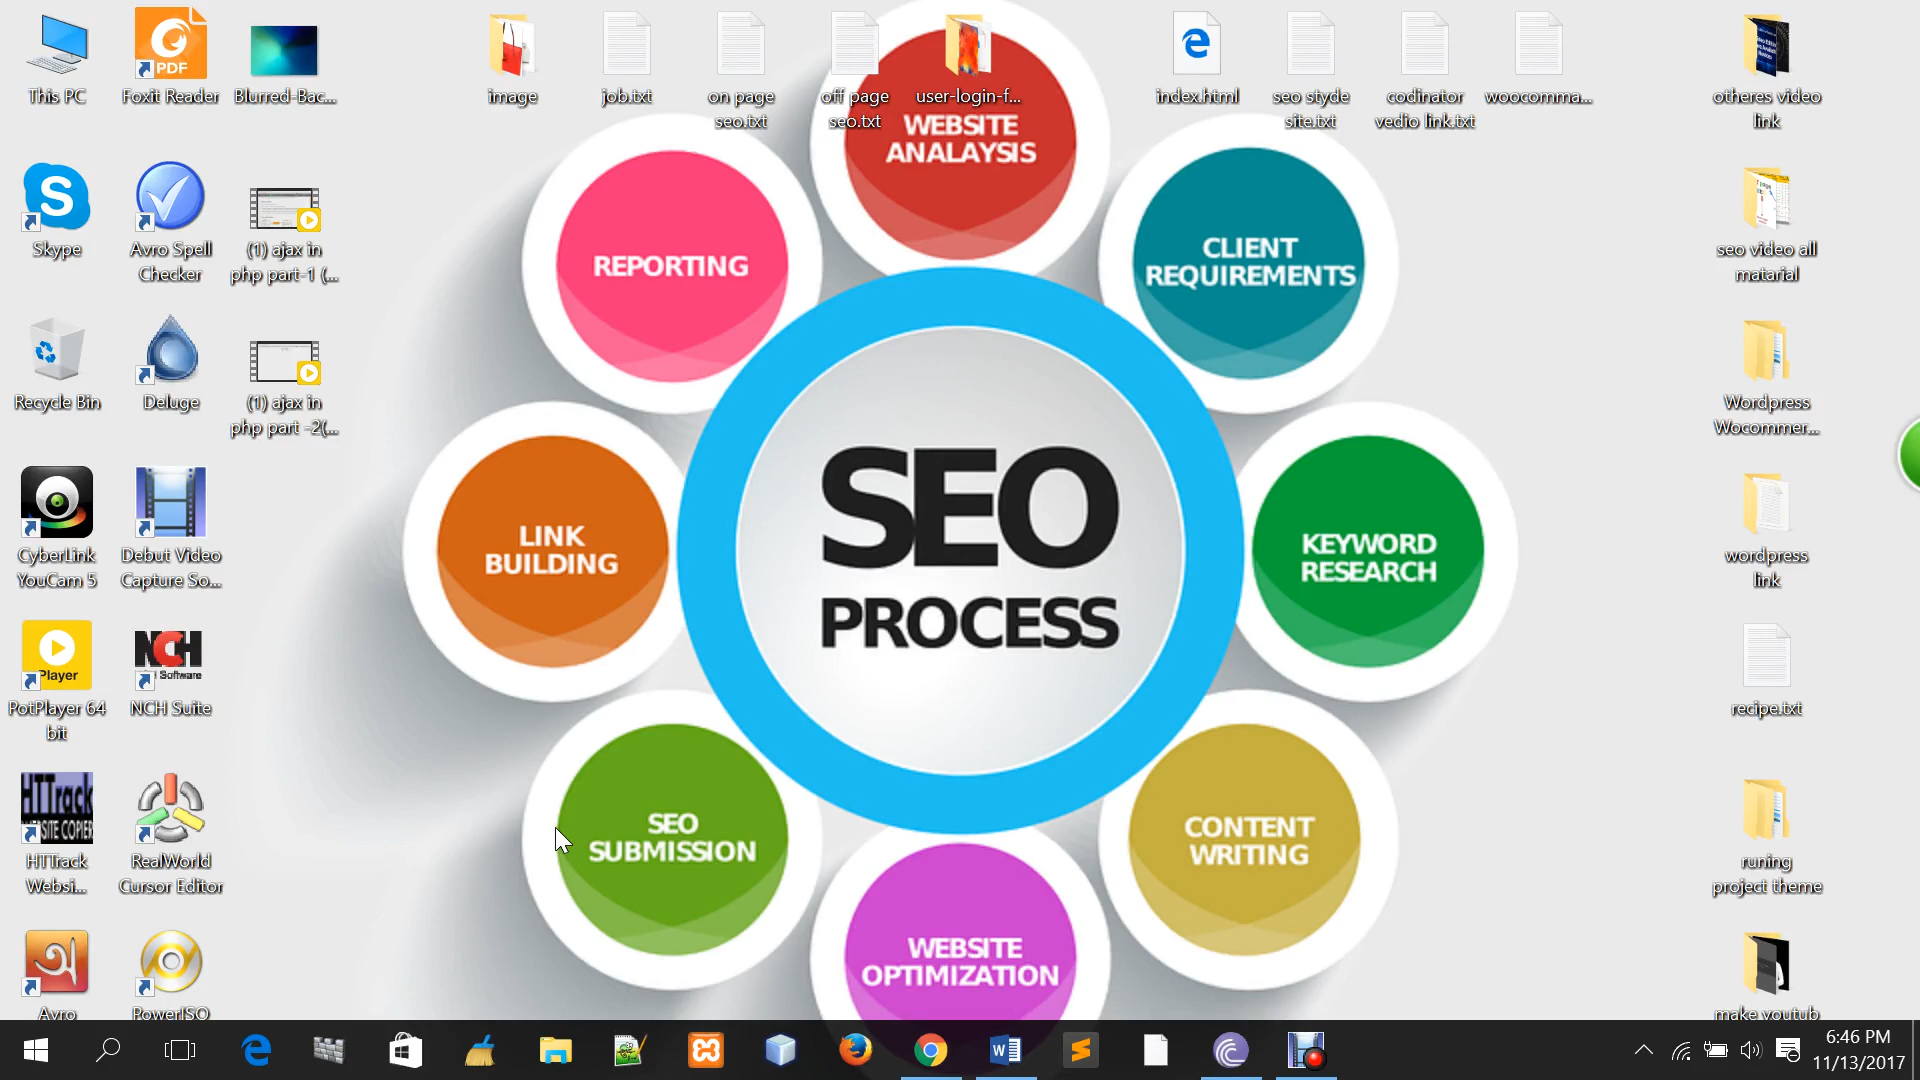 This PC
Foxit Reader
Blurred-Bac...
image
job.txt
on page
seo.txt
off page
seo.txt
user-login-f...
index.html
seo styde
site.txt
codinator
vedio link.txt
woocomma...
otheres video
link
PDF
WEBSITE
ANALAYSIS
Skype
Avro Spell
Checker
(1) ajax in
php part-1 (...
REPORTING
CLIENT
REQUIREMENTS
seo video all
matarial
Recycle Bin
Deluge
(1) ajax in
php part -2(...
Wordpress
Wocommer...
CyberLink
YouCam 5
Debut Video
Capture So...
LINK
BUILDING
SEO
PROCESS
KEYWORD
RESEARCH
wordpress
link
Player
PotPlayer 64
bit
NCH
Software
NCH Suite
recipe.txt
HTTrack
WEBSITE COPIER
HTTrack
Websi...
RealWorld
Cursor Editor
SEO
SUBMISSION
CONTENT
WRITING
runing
project theme
WEBSITE
OPTIMIZATION
Avro
PowerISO
make youtub
6:46 PM
11/13/2017